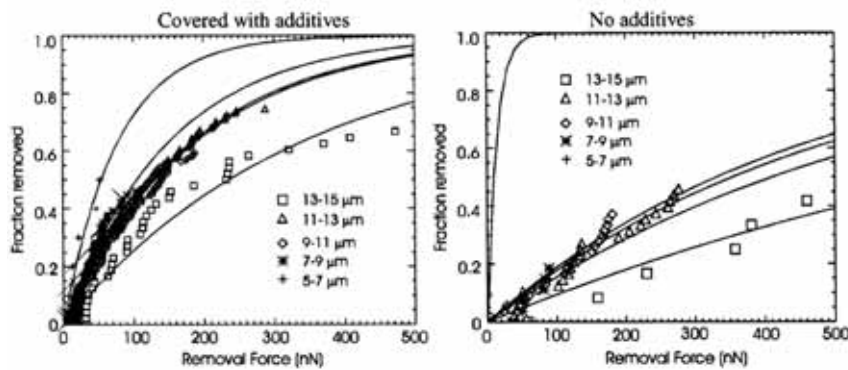 Covered with additives
Fraction removed
1.0
0.8
0.6
0.4
0.2
0
13-15 µm
11-13 µm
9-11 µm
7-9 µm
5-7 µm
0 100 200 300 400 500
Removal Force (nN)
No additives
Fraction removed
1.0
0.8
0.6
0.4
0.2
0.0
13-15 µm
11-13 µm
9-11 µm
7-9 µm
5-7 µm
100 200 300 400 500
Removal Force (nN)